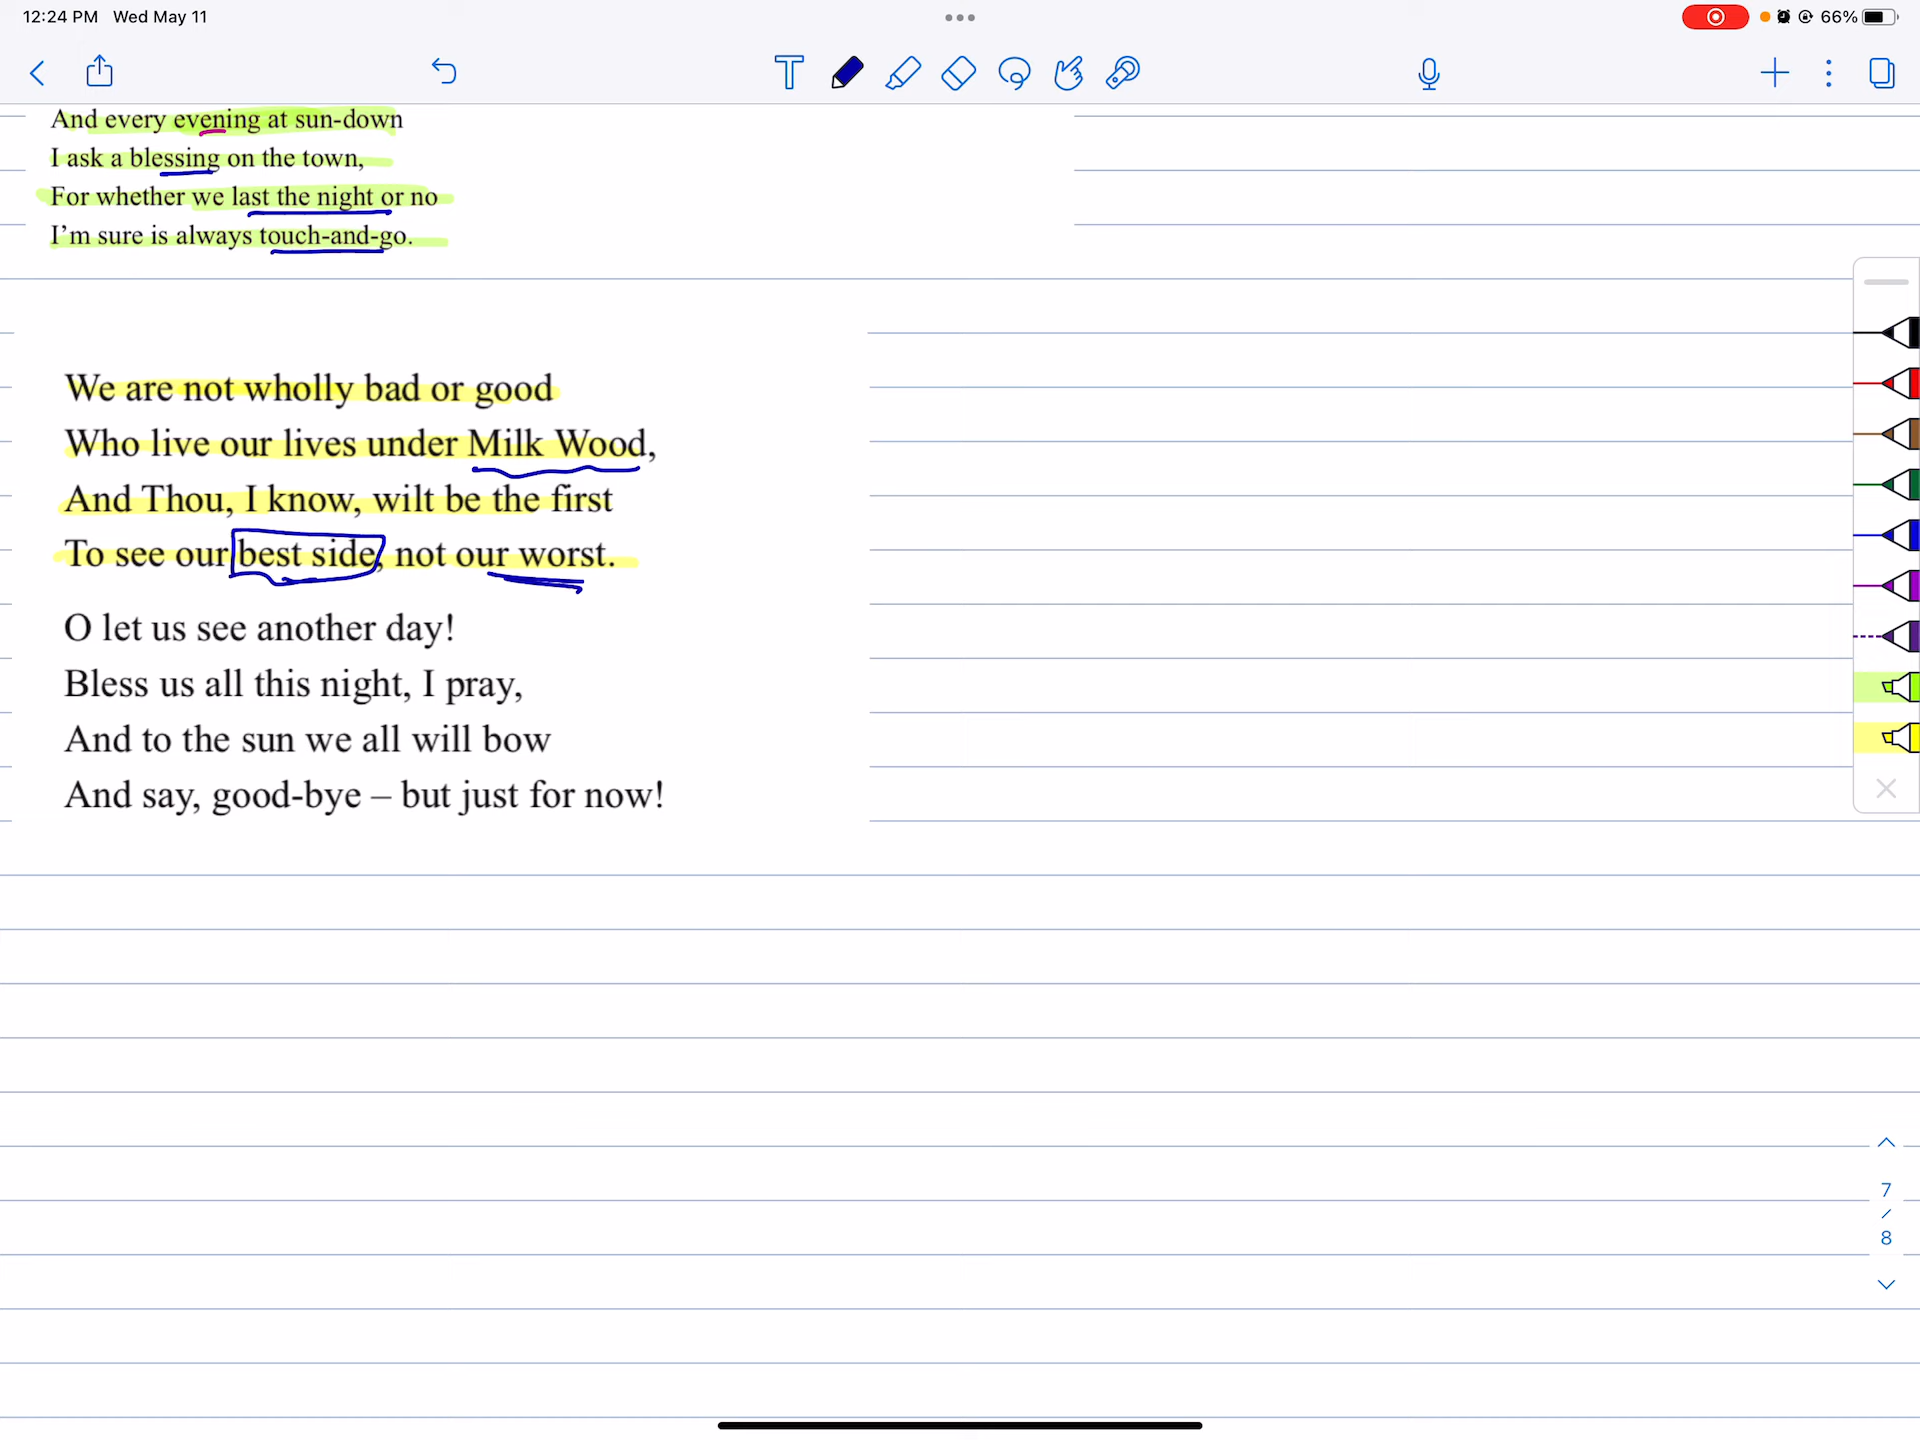 12:24 PM Wed May 11
66%
And every evening at sun-down
I ask a blessing on the town,
For whether we last the night or no
I’m sure is always touch-and-go.
We are not wholly bad or good
Who live our lives under Milk Wood,
And Thou, I know, wilt be the first
To see our best side, not our worst.
O let us see another day!
Bless us all this night, I pray,
And to the sun we all will bow
And say, good-bye – but just for now!
7
/
8